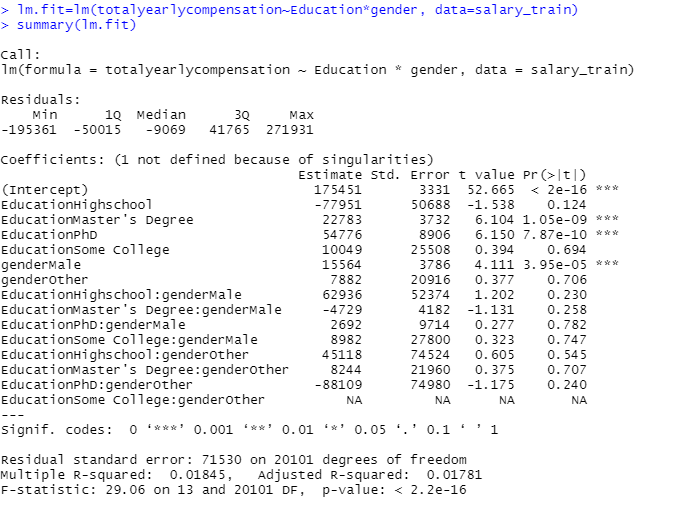 > lm.fit=lm(totalyearlycompensation~Education*gender, data=salary_train)
> summary(lm.fit)
Call:
lm(formula = totalyearlycompensation ~ Education * gender, data = salary_train)
Residuals:
    Min      1Q  Median      3Q     Max
-195361  -50015   -9069   41765  271931
Coefficients: (1 not defined because of singularities)
                                      Estimate Std. Error t value Pr(>|t|)
(Intercept)                             175451       3331  52.665  < 2e-16 ***
EducationHighschool                     -77951      50688  -1.538    0.124
EducationMaster's Degree                 22783       3732   6.104 1.05e-09 ***
EducationPhD                             54776       8906   6.150 7.87e-10 ***
EducationSome College                    10049      25508   0.394    0.694
genderMale                               15564       3786   4.111 3.95e-05 ***
genderOther                               7882      20916   0.377    0.706
EducationHighschool:genderMale           62936      52374   1.202    0.230
EducationMaster's Degree:genderMale      -4729       4182  -1.131    0.258
EducationPhD:genderMale                   2692       9714   0.277    0.782
EducationSome College:genderMale          8982      27800   0.323    0.747
EducationHighschool:genderOther          45118      74524   0.605    0.545
EducationMaster's Degree:genderOther      8244      21960   0.375    0.707
EducationPhD:genderOther                -88109      74980  -1.175    0.240
EducationSome College:genderOther           NA         NA      NA       NA
---
Signif. codes:  0 ‘***’ 0.001 ‘**’ 0.01 ‘*’ 0.05 ‘.’ 0.1 ‘ ’ 1
Residual standard error: 71530 on 20101 degrees of freedom
Multiple R-squared:  0.01845,	Adjusted R-squared:  0.01781
F-statistic: 29.06 on 13 and 20101 DF,  p-value: < 2.2e-16